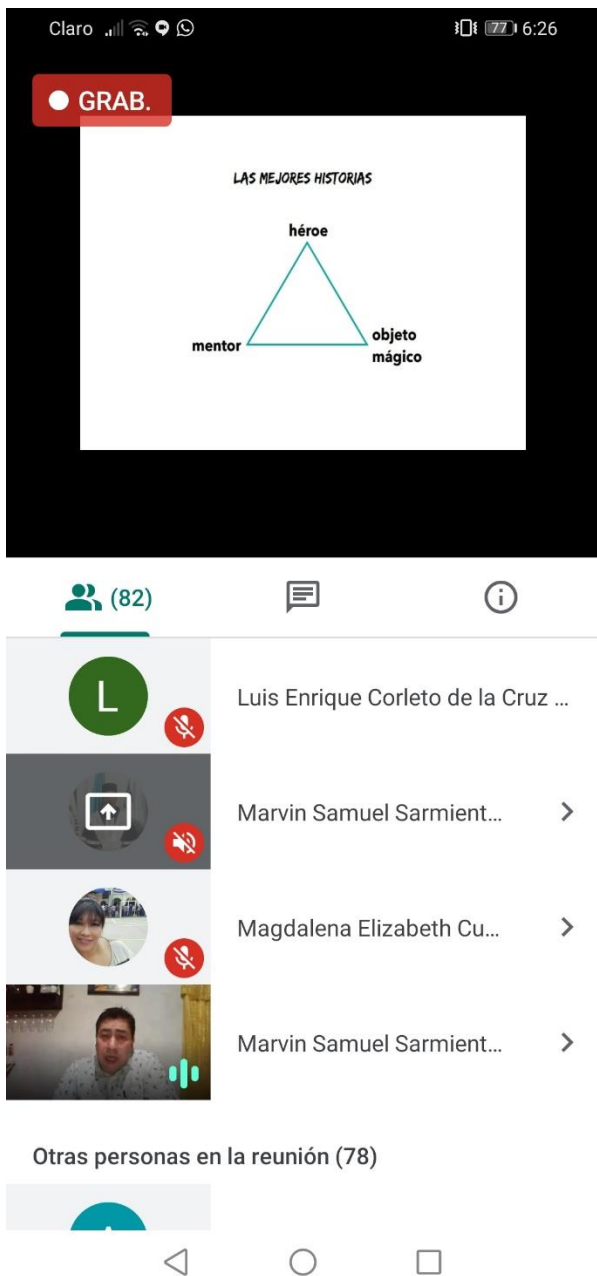 Claro 77 6:26
GRAB.
LAS MEJORES HISTORIAS
héroe
mentor
objeto
mágico
(82)
L
Luis Enrique Corleto de la Cruz ...
Marvin Samuel Sarmient...
Magdalena Elizabeth Cu...
Marvin Samuel Sarmient...
Otras personas en la reunión (78)